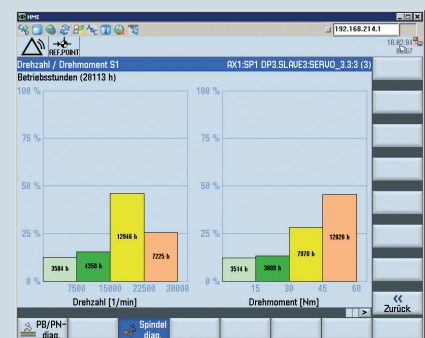 HMI
192.168.214.1
REF.POINT
Drehzahl / Drehmoment S1 AX1:SP1 DP3.SLAVE3:SERVO_3.3:3 (3)
Betriebsstunden (28113 h)
100 % 100 %
75 % 75 %
50 % 50 %
25 % 25 %
0 % 0 %
3584 h 4358 h 12946 h 7225 h
3514 h 3809 h 7970 h 12820 h
7500 15000 22500 30000
15 30 45 60
Drehzahl [1/min] Drehmoment [Nm]
Zurück
PB/PN-diag.
Spindel diag.